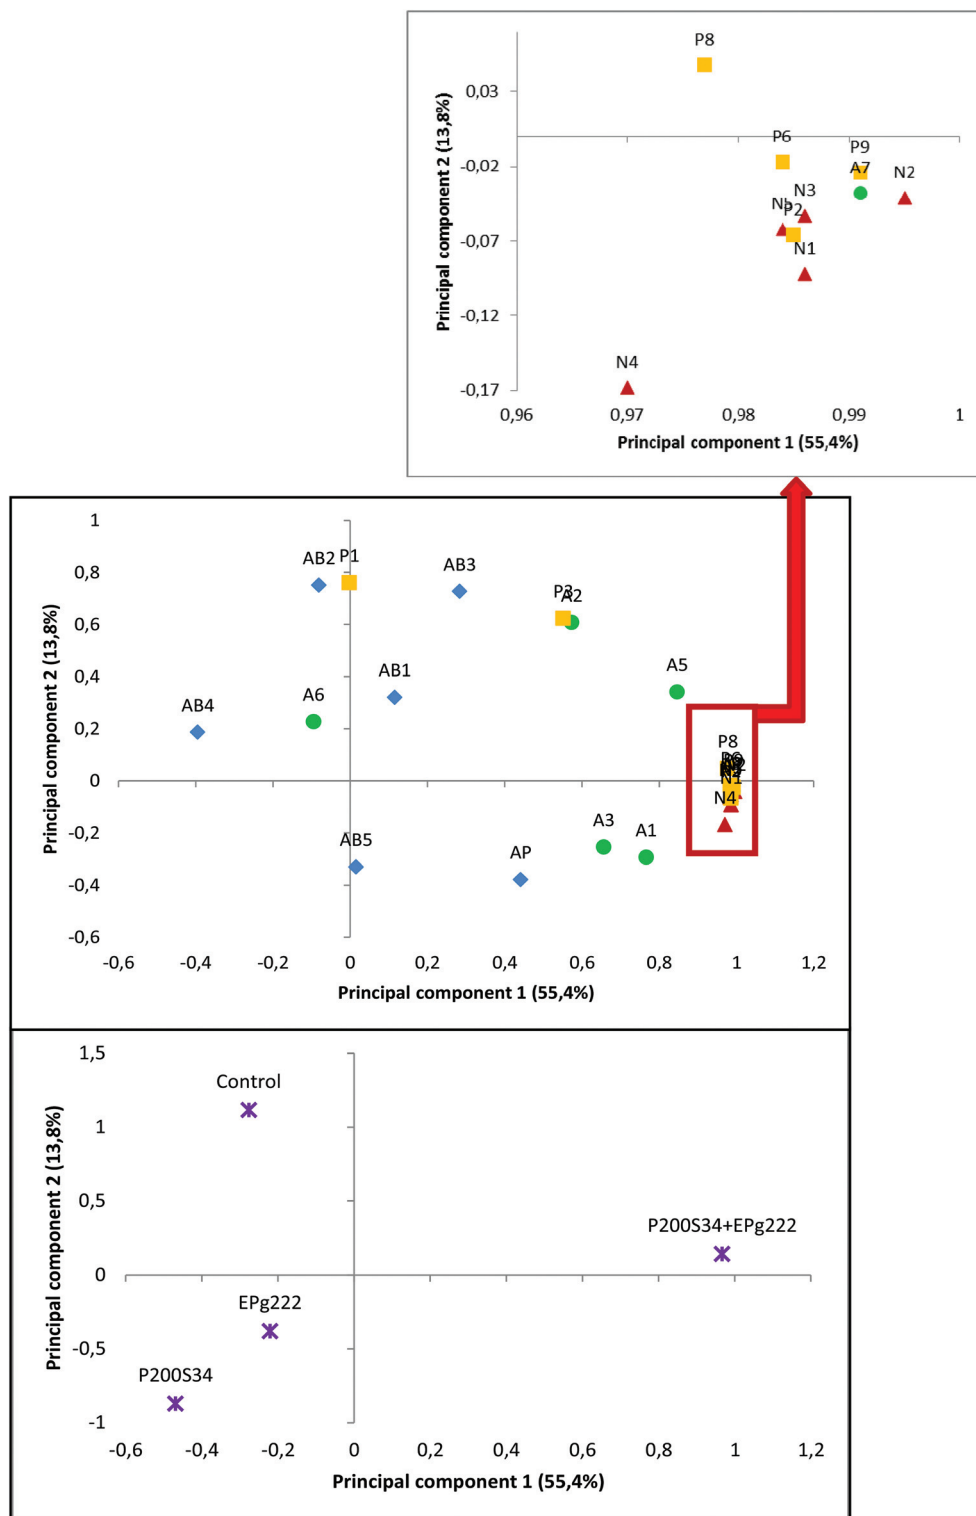 P8
0,03
P6
P9
-0,02
A7
N2
N3
N5
P2
-0,07
N1
-0,12
N4
-0,17
0,96
0,97
0,98
0,99
1
Principal component 2 (13,8%)
Principal component 1 (55,4%)
1
AB2
P1
AB3
0,8
P3
A2
0,6
A5
0,4
AB1
A6
AB4
0,2
P8
0
N1
N4
-0,2
A3
A1
AB5
AP
-0,4
-0,6
-0,6
-0,4
-0,2
0
0,2
0,4
0,6
0,8
1
1,2
Principal component 2 (13,8%)
Principal component 1 (55,4%)
1,5
Control
1
0,5
P200S34+EPg222
0
EPg222
-0,5
P200S34
-1
-0,6
-0,4
-0,2
0
0,2
0,4
0,6
0,8
1
1,2
Principal component 2 (13,8%)
Principal component 1 (55,4%)